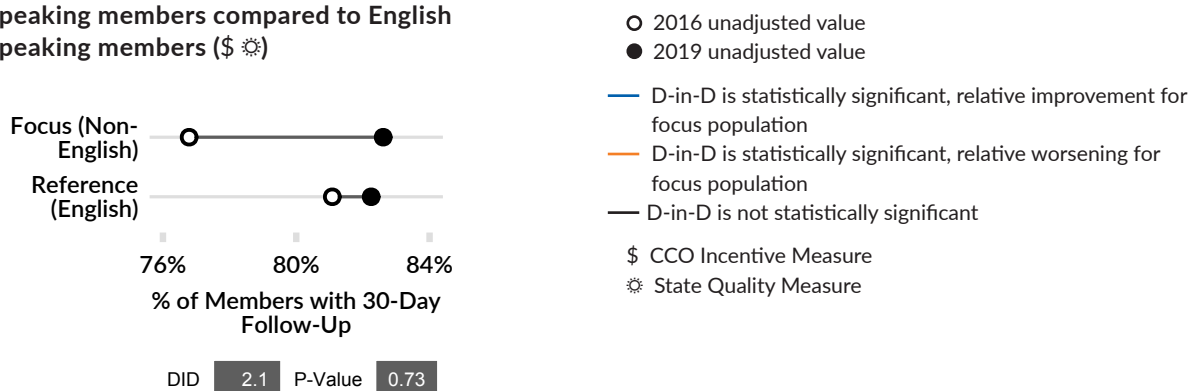 peaking members compared to English
peaking members ($ ☼)
Focus (Non-
English)
Reference
(English)
76% 80% 84%
% of Members with 30-Day
Follow-Up
DID 2.1 P-Value 0.73
2016 unadjusted value
2019 unadjusted value
D-in-D is statistically significant, relative improvement for
focus population
D-in-D is statistically significant, relative worsening for
focus population
D-in-D is not statistically significant
$ CCO Incentive Measure
☼ State Quality Measure